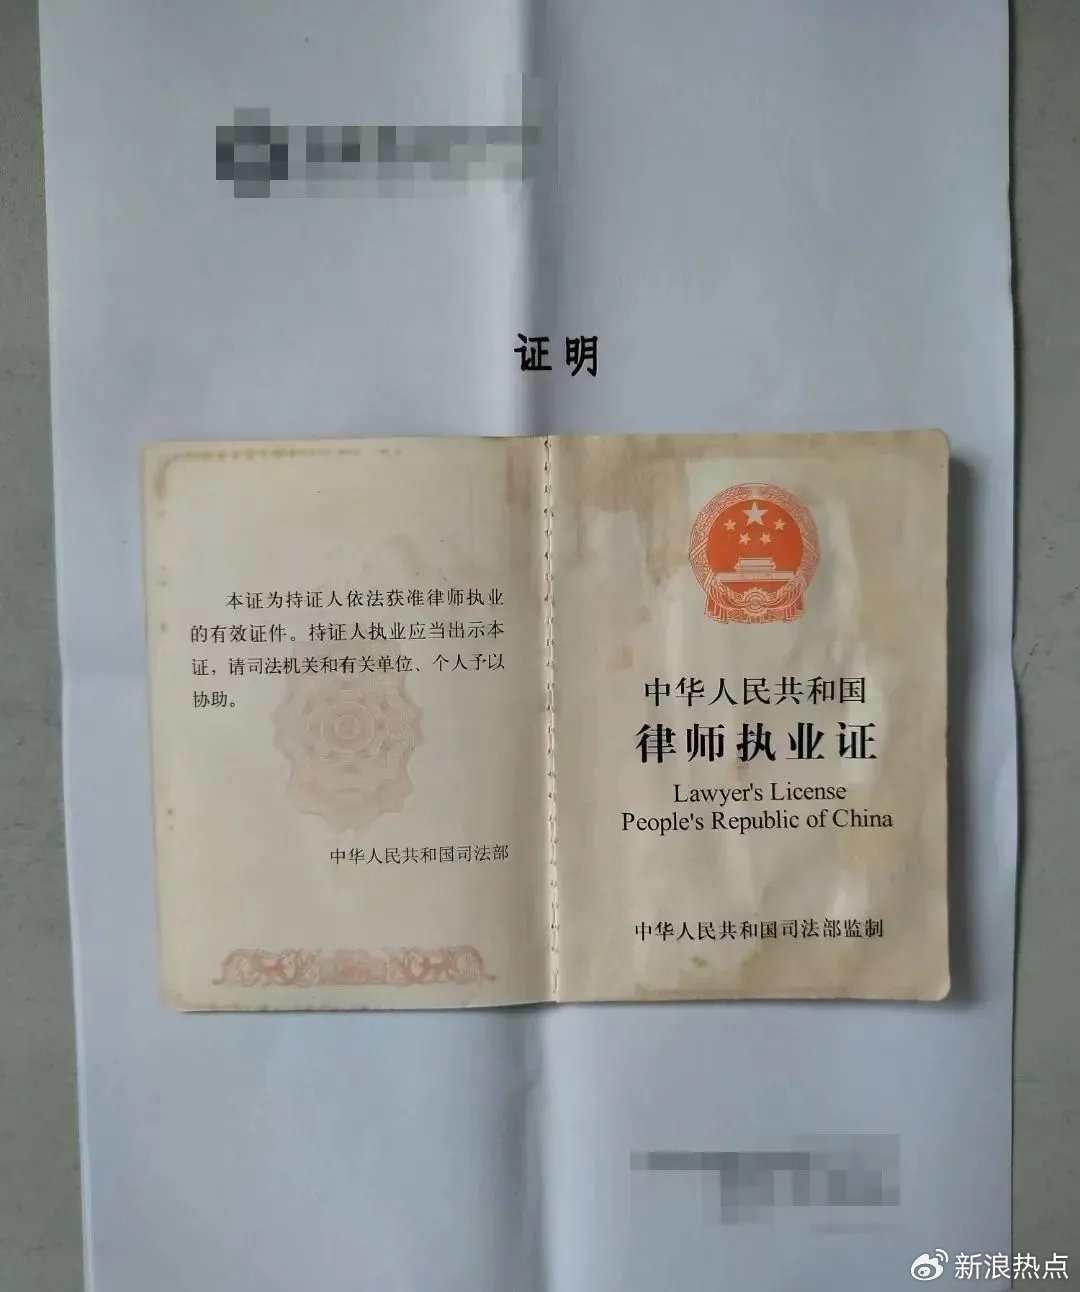 证明
本证为持证人依法获准律师执业
的有效证件。持证人执业应当出示本
证，请司法机关和有关单位、个人予以
协助。
中华人民共和国司法部
中华人民共和国
律师执业证
Lawyer's License
People's Republic of China
中华人民共和国司法部监制
新浪热点